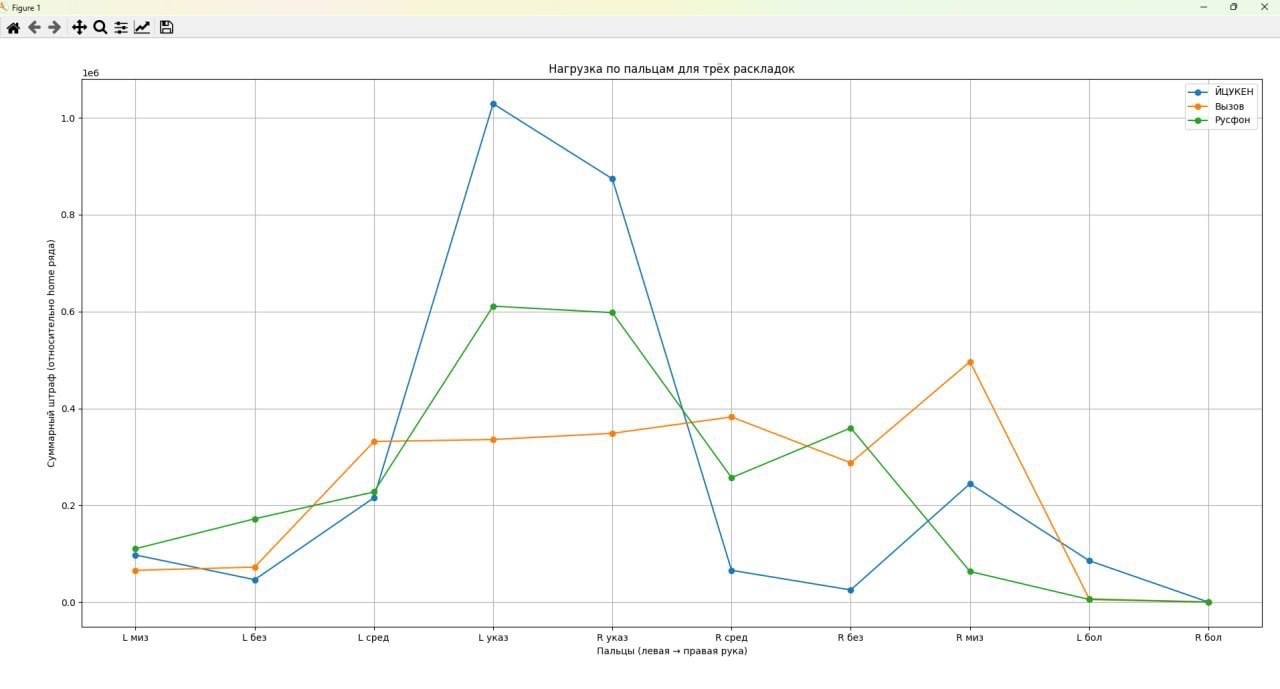 Figure 1
Нагрузка по пальцам для трёх раскладок
1e6
ЙЦУКЕН
Вызов
Русфон
1.0
0.8
0.6
0.4
0.2
0.0
Суммарный штраф (относительно home ряда)
L миз
L без
L сред
L указ
R указ
R сред
R без
R миз
L бол
R бол
Пальцы (левая → правая рука)